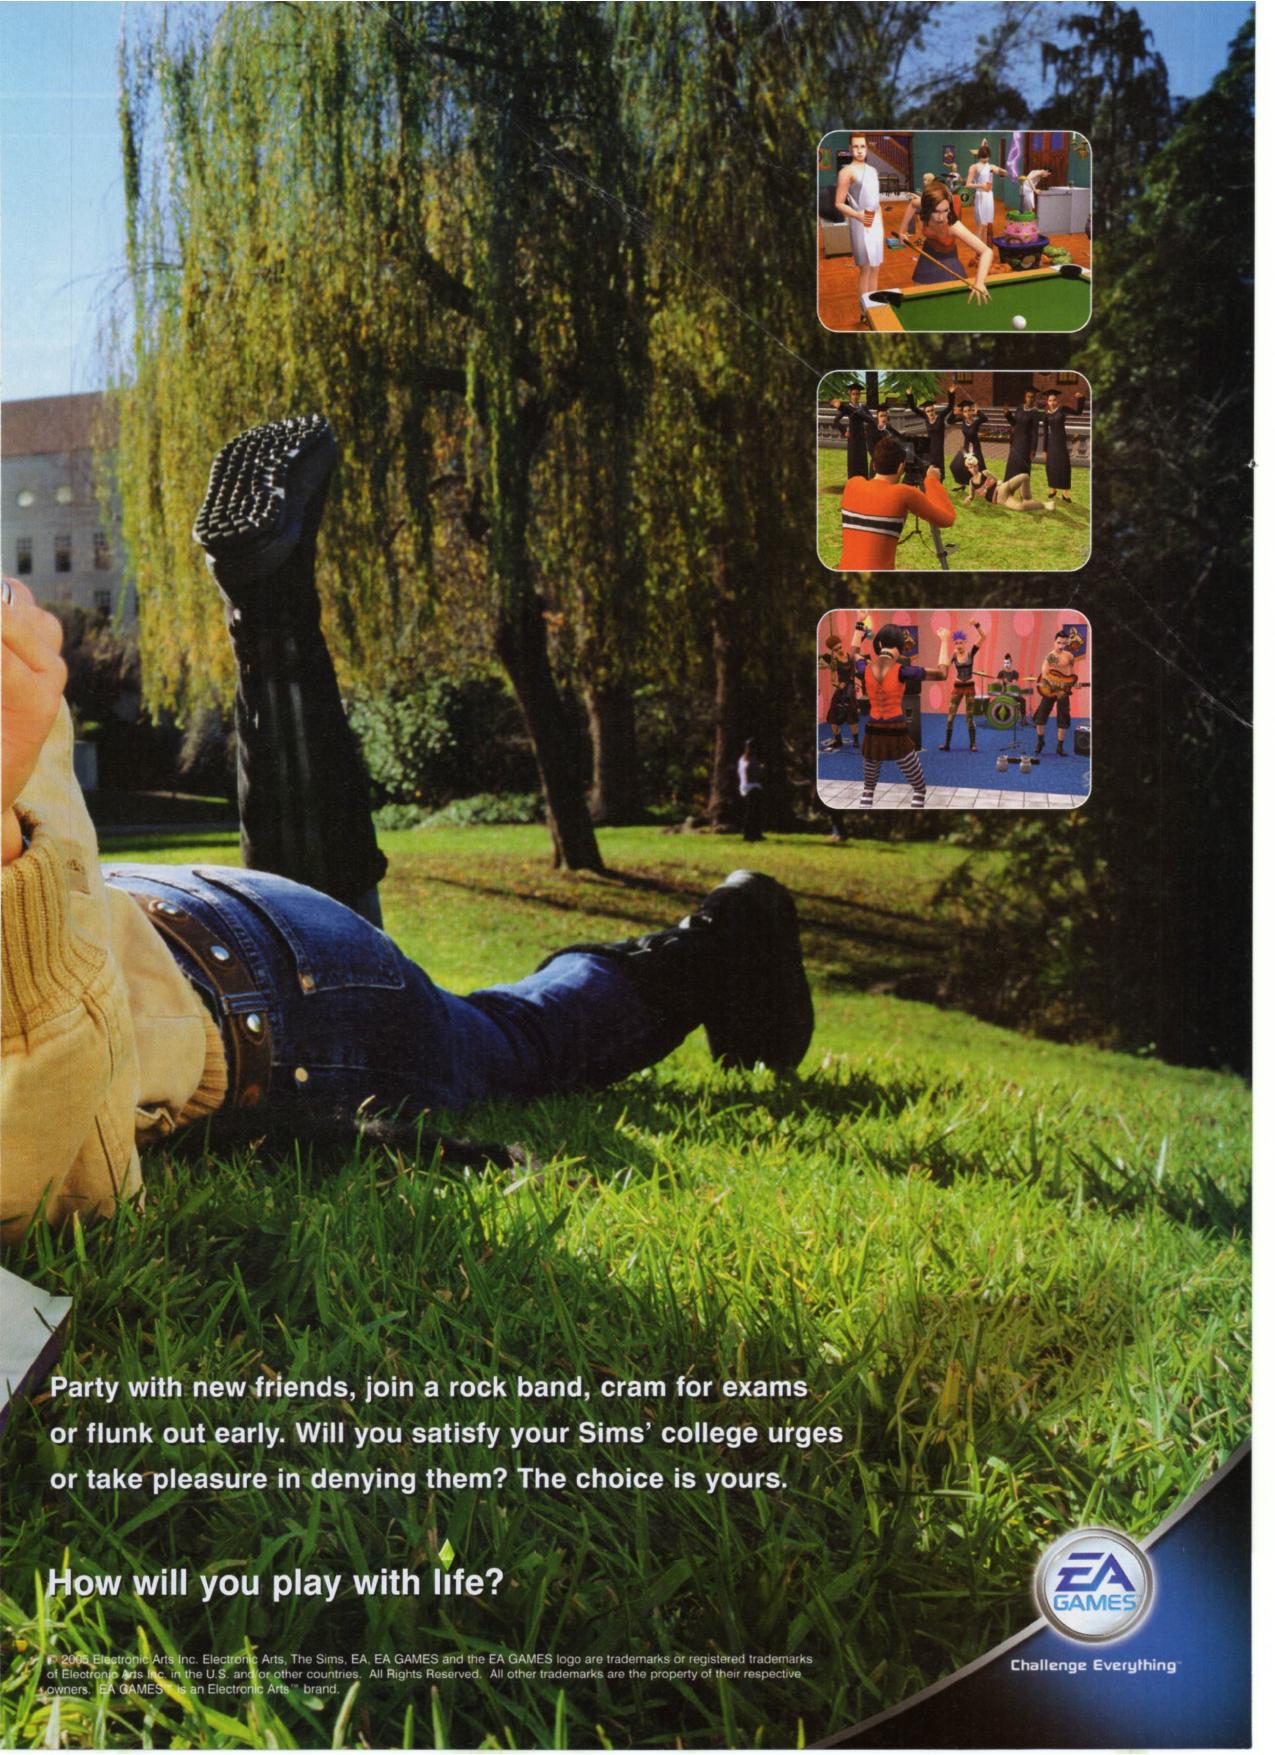 Party with new friends, join a rock band, cram for exams
or flunk out early. Will you satisfy your Sims' college urges
or take pleasure in denying them? The choice is yours.
How will you play with life?
© 2005 Electronic Arts Inc. Electronic Arts, The Sims, EA, EA GAMES and the EA GAMES logo are trademarks or registered trademarks
of Electronic Arts Inc. in the U.S. and/or other countries. All Rights Reserved. All other trademarks are the property of their respective
owners. EA GAMES™ is an Electronic Arts™ brand.
EA
GAMES
Challenge Everything™